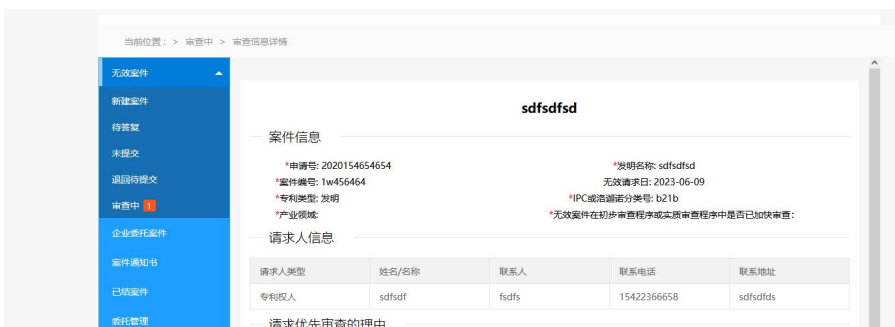 当前位置： > 审查中 > 审查信息详情
无效案件
新建案件
待答复
未提交
退回待提交
审查中 1
企业委托案件
案件通知书
已结案件
委托管理
sdfsdfsd
案件信息
*申请号: 2020154654654 *发明名称: sdfsdfsd
*案件编号: 1w456464 无效请求日: 2023-06-09
*专利类型: 发明 *IPC或洛迦诺分类号: b21b
*产业领域: *无效案件在初步审查程序或实质审查程序中是否已加快审查:
请求人信息
请求人类型 姓名/名称 联系人 联系电话 联系地址
专利权人 sdfsdf fsdfs 15422366658 sdfsdfds
请求优先审查的理由